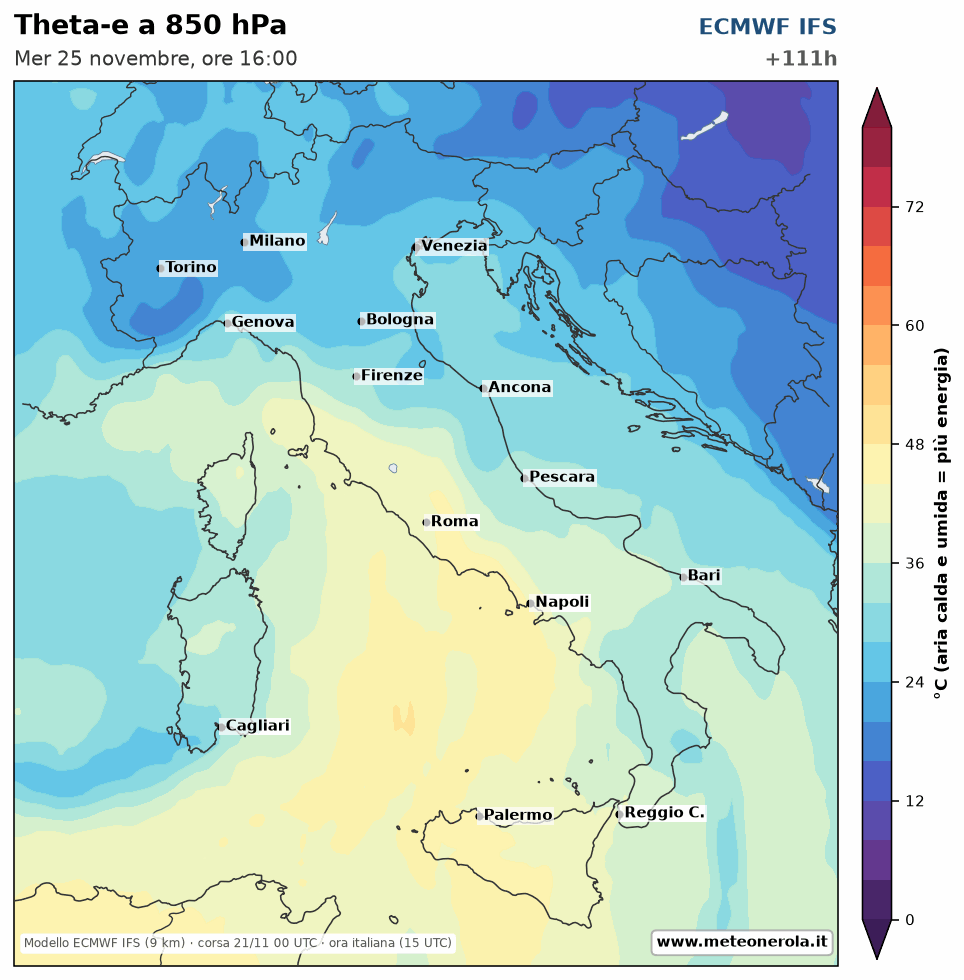 Theta-e a 850 hPa
ECMWF IFS
Mer 25 novembre, ore 16:00
+111h
Milano
Venezia
Torino
Genova
Bologna
Firenze
Ancona
Pescara
Roma
Bari
Napoli
Cagliari
Palermo
Reggio C.
72
60
48
36
24
12
0
°C (aria calda e umida = più energia)
Modello ECMWF IFS (9 km) · corsa 21/11 00 UTC · ora italiana (15 UTC)
www.meteonerola.it